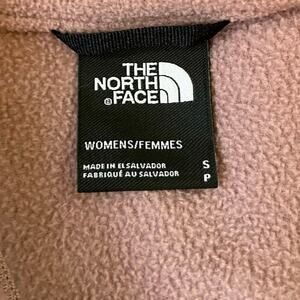 THE
NORTH
FACE
WOMENS/FEMMES
MADE IN EL SALVADOR
FABRIQUÉ AU SALVADOR
S
P